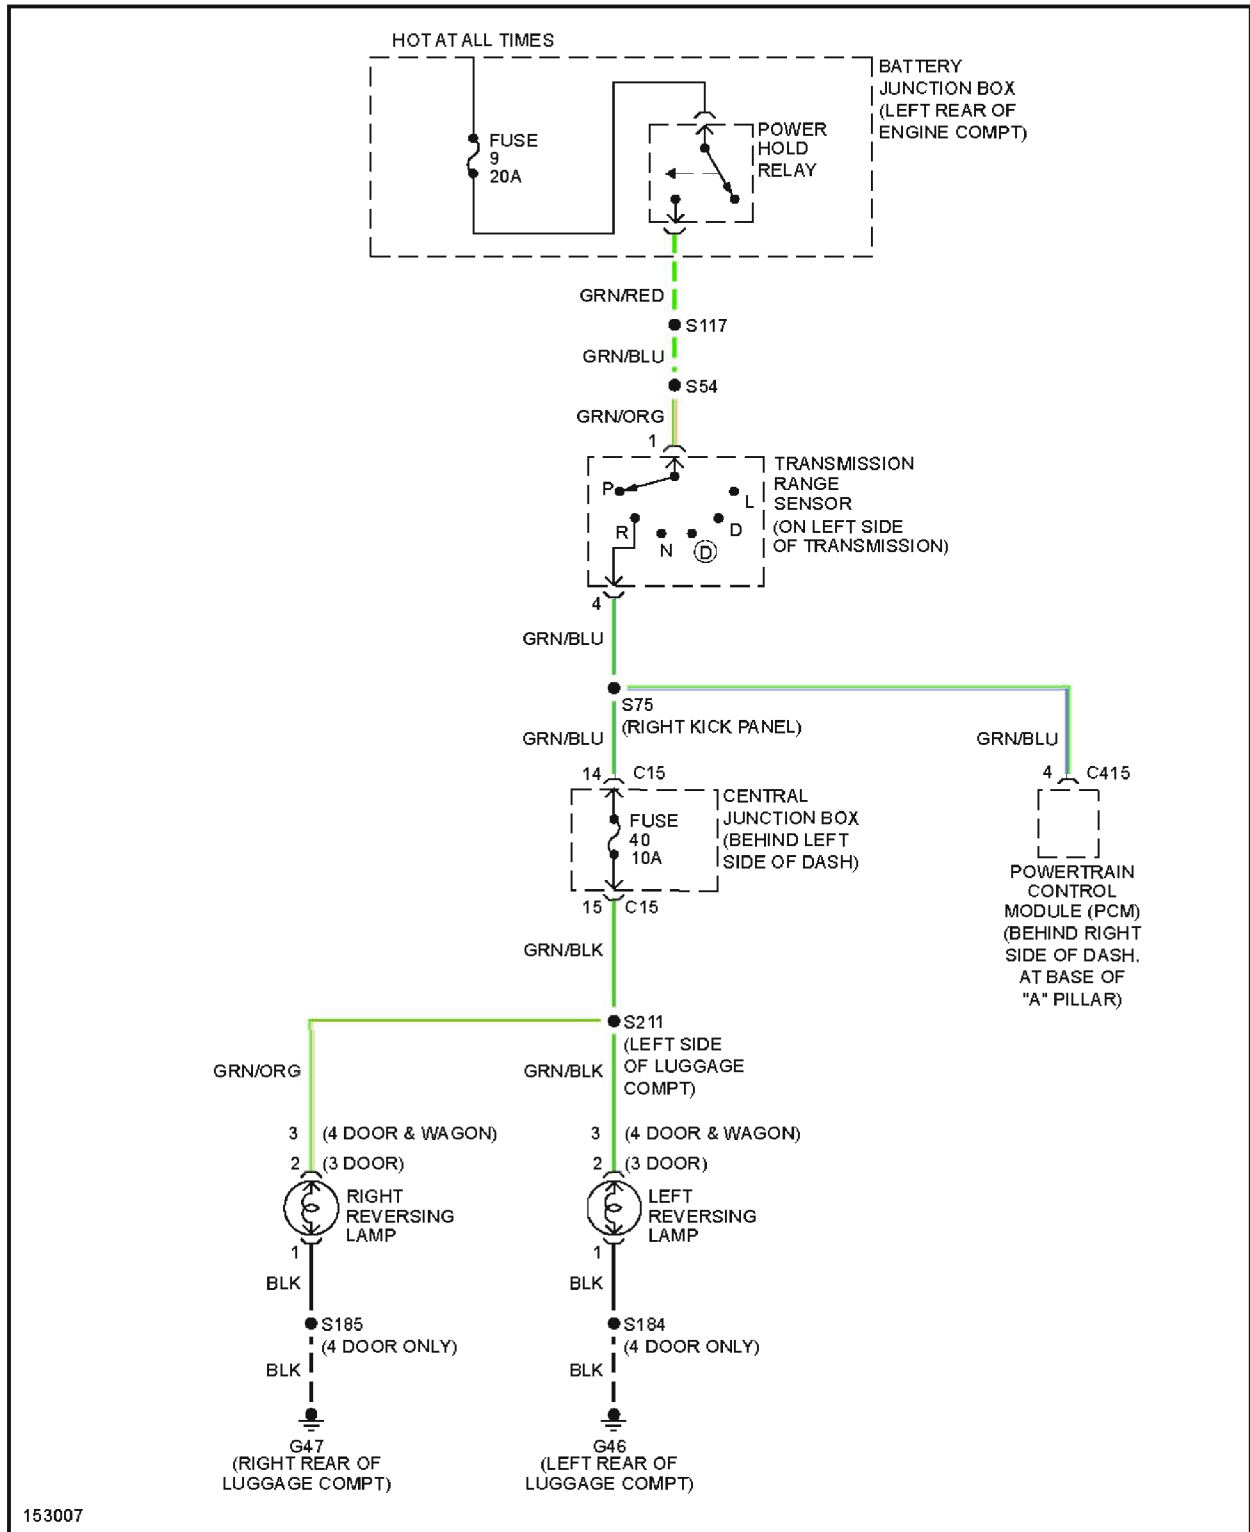 HOT AT ALL TIMES
BATTERY
JUNCTION BOX
(LEFT REAR OF
ENGINE COMPT)
FUSE
9
20A
POWER
HOLD
RELAY
GRN/RED
S117
GRN/BLU
S54
GRN/ORG
1
TRANSMISSION
RANGE
SENSOR
(ON LEFT SIDE
OF TRANSMISSION)
P
L
R
D
N
D
4
GRN/BLU
S75
(RIGHT KICK PANEL)
GRN/BLU
GRN/BLU
14 C15
4 C415
CENTRAL
JUNCTION BOX
(BEHIND LEFT
SIDE OF DASH)
FUSE
40
10A
15 C15
POWERTRAIN
CONTROL
MODULE (PCM)
(BEHIND RIGHT
SIDE OF DASH.
AT BASE OF
"A" PILLAR)
GRN/BLK
S211
(LEFT SIDE
OF LUGGAGE
COMPT)
GRN/ORG
GRN/BLK
3 (4 DOOR & WAGON)
2 (3 DOOR)
3 (4 DOOR & WAGON)
2 (3 DOOR)
RIGHT
REVERSING
LAMP
LEFT
REVERSING
LAMP
1
1
BLK
BLK
S185
(4 DOOR ONLY)
S184
(4 DOOR ONLY)
BLK
BLK
G47
(RIGHT REAR OF
LUGGAGE COMPT)
G46
(LEFT REAR OF
LUGGAGE COMPT)
153007